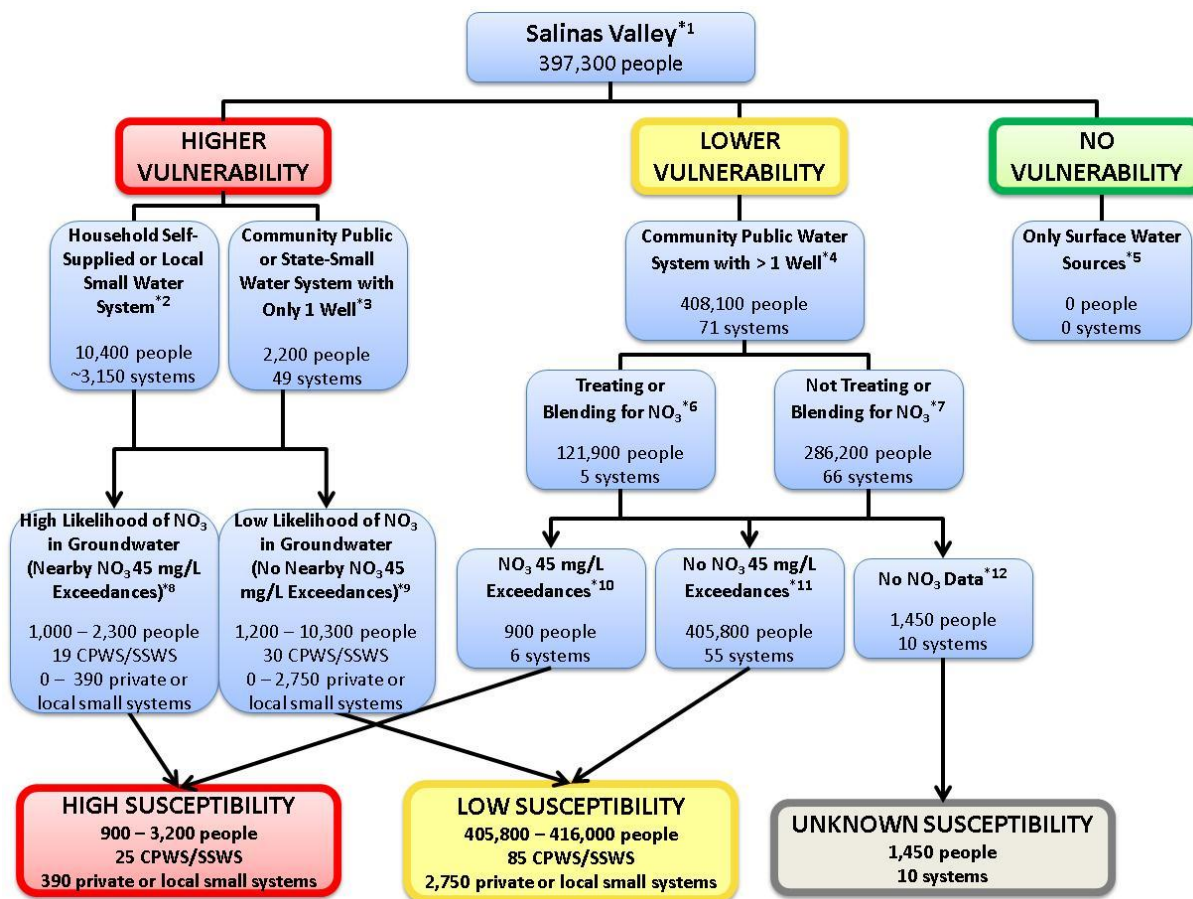 Salinas Valley*1
397,300 people
HIGHER
VULNERABILITY
LOWER
VULNERABILITY
NO
VULNERABILITY
Household Self-
Supplied or Local
Small Water
System*2
10,400 people
~3,150 systems
Community Public
or State-Small
Water System with
Only 1 Well*3
2,200 people
49 systems
Community Public Water
System with > 1 Well*4
408,100 people
71 systems
Only Surface Water
Sources*5
0 people
0 systems
Treating or
Blending for NO3*6
121,900 people
5 systems
Not Treating or
Blending for NO3*7
286,200 people
66 systems
High Likelihood of NO3
in Groundwater
(Nearby NO3 45 mg/L
Exceedances)*8
1,000 – 2,300 people
19 CPWS/SSWS
0 – 390 private or
local small systems
Low Likelihood of NO3
in Groundwater
(No Nearby NO3 45
mg/L Exceedances)*9
1,200 – 10,300 people
30 CPWS/SSWS
0 – 2,750 private or
local small systems
NO3 45 mg/L
Exceedances*10
900 people
6 systems
No NO3 45 mg/L
Exceedances*11
405,800 people
55 systems
No NO3 Data*12
1,450 people
10 systems
HIGH SUSCEPTIBILITY
900 – 3,200 people
25 CPWS/SSWS
390 private or local small systems
LOW SUSCEPTIBILITY
405,800 – 416,000 people
85 CPWS/SSWS
2,750 private or local small systems
UNKNOWN SUSCEPTIBILITY
1,450 people
10 systems